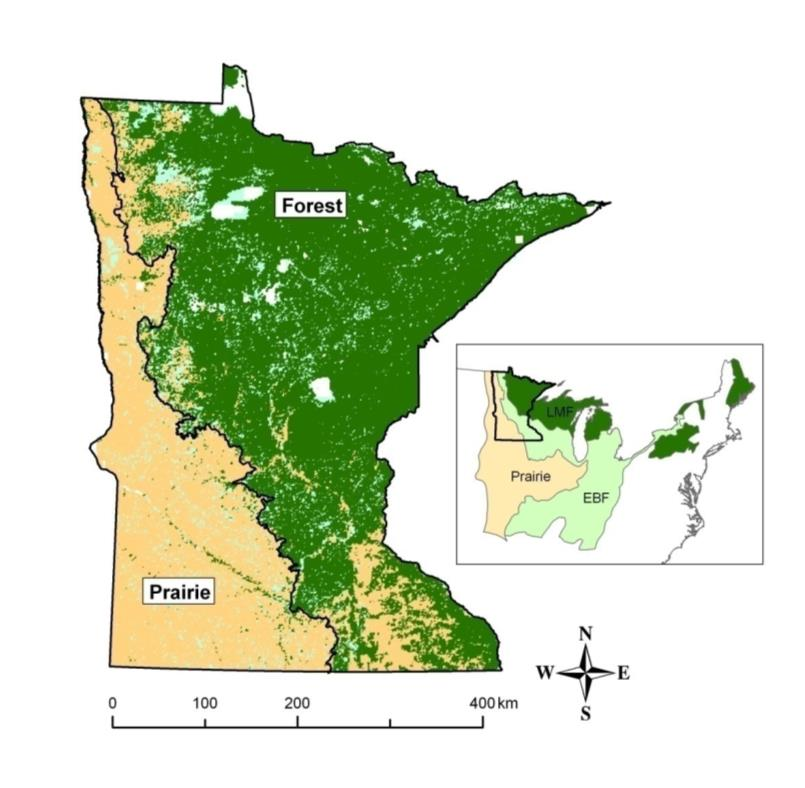 Forest
LMF
Prairie
EBF
Prairie
N
W E
S
0 100 200 400 km